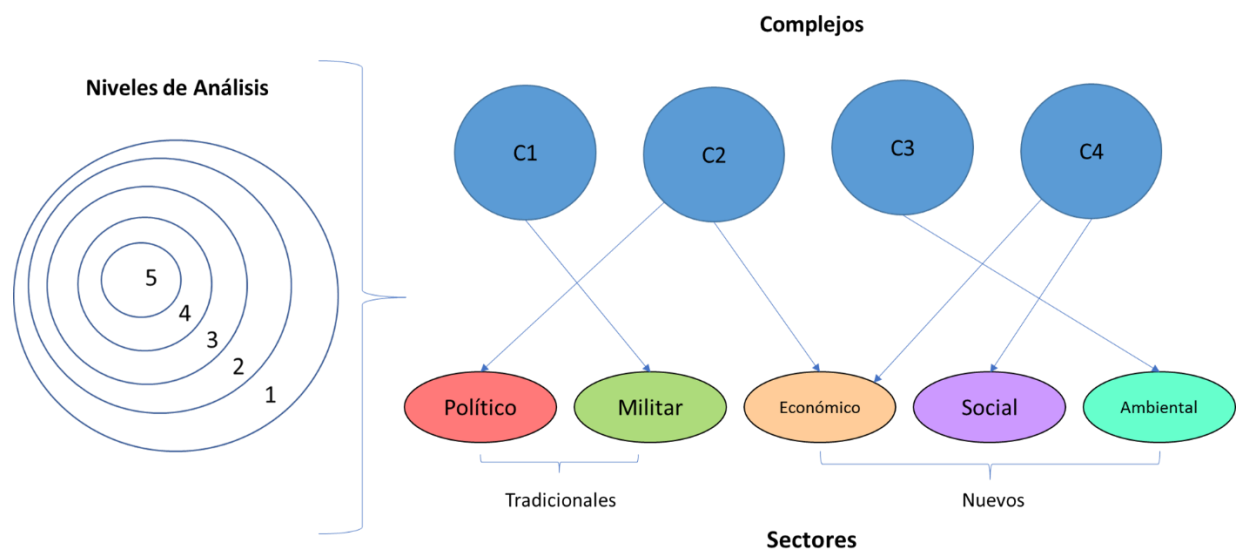 Complejos
Niveles de Análisis
C1
C2
C3
C4
5
4
3
2
1
Político
Militar
Económico
Social
Ambiental
Tradicionales
Nuevos
Sectores